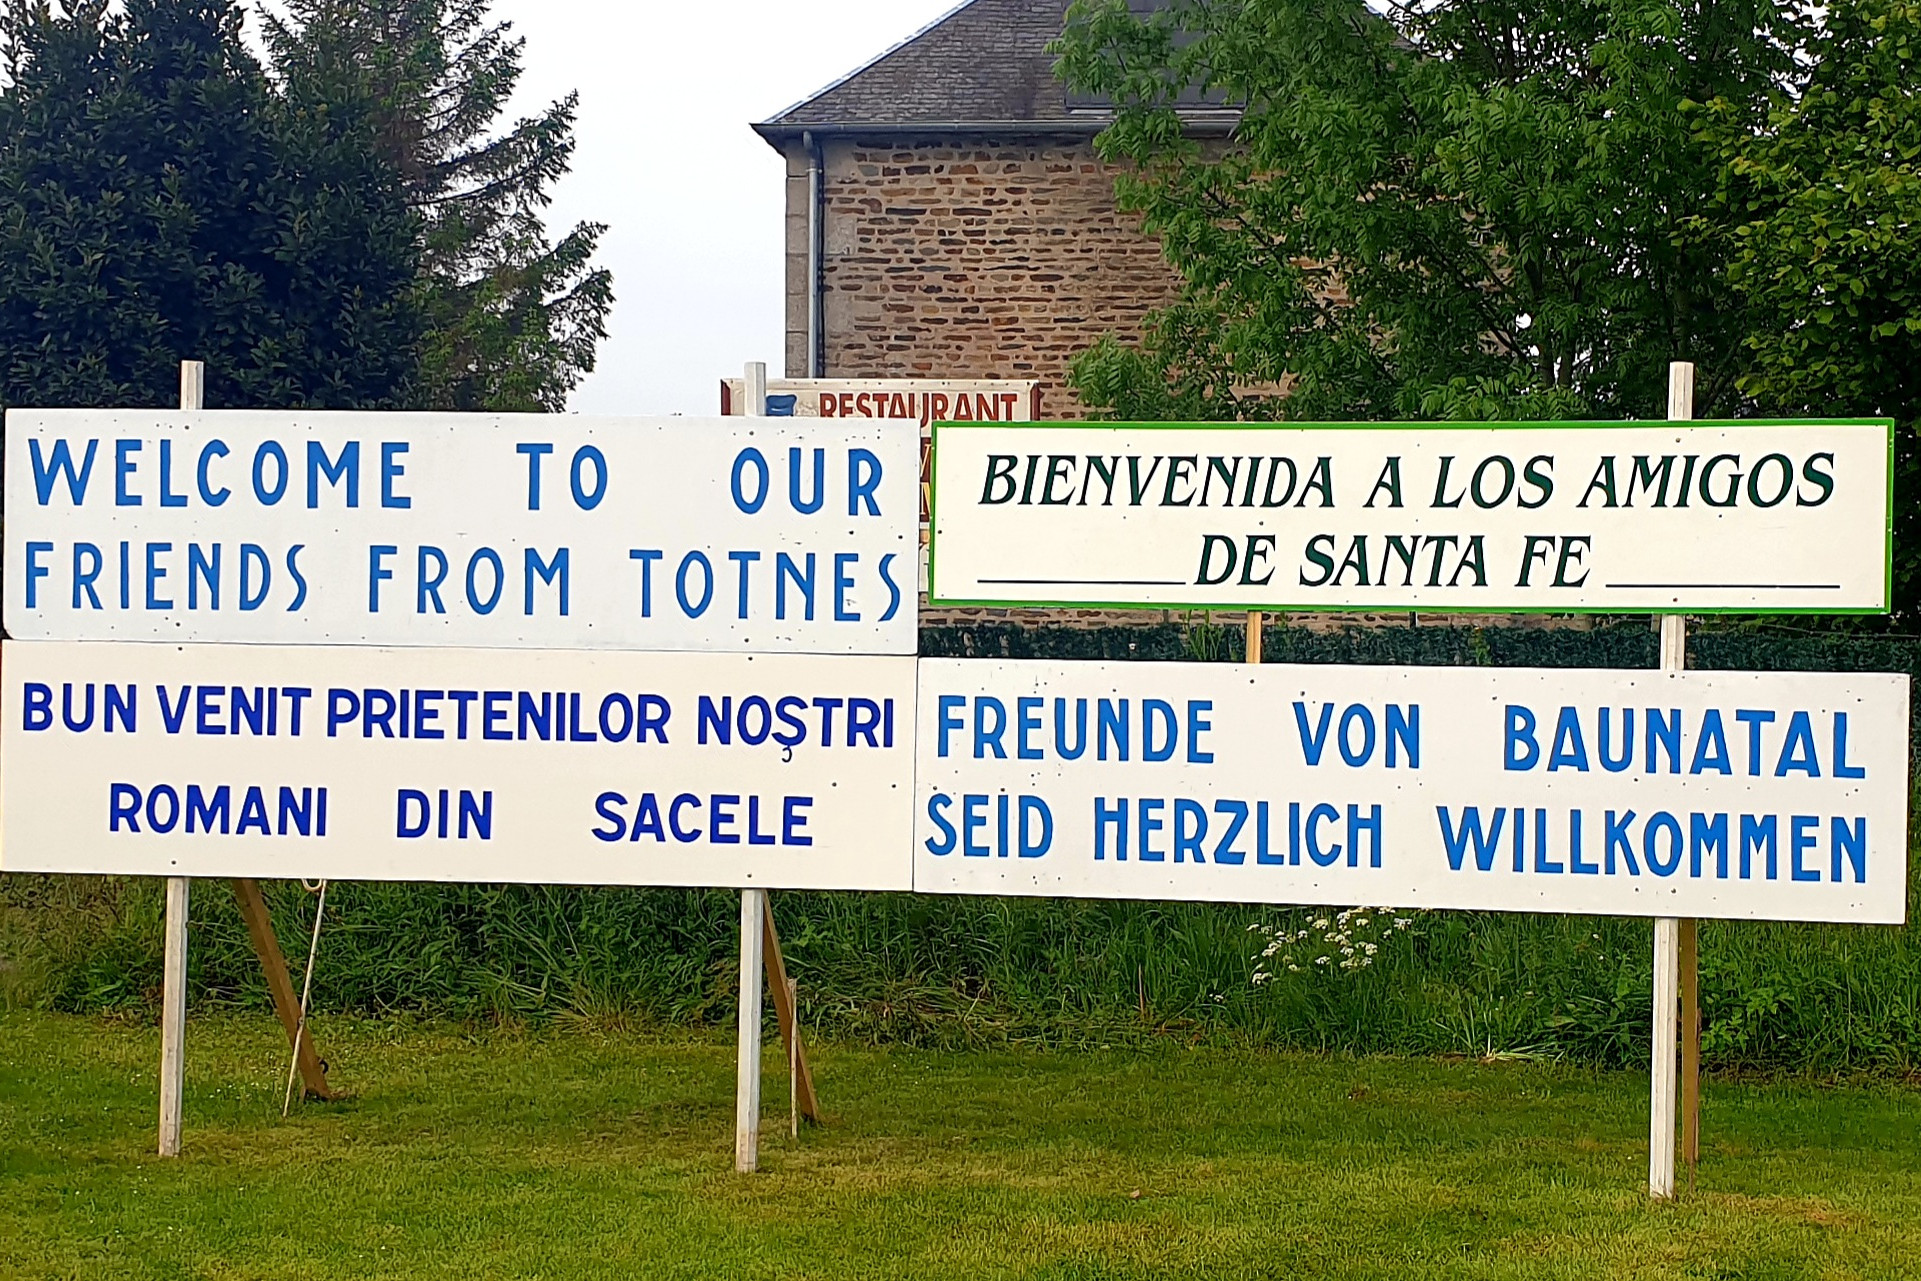 RESTAURANT
WELCOME TO OUR
FRIENDS FROM TOTNES
BIENVENIDA A LOS AMIGOS
DE SANTA FE
BUN VENIT PRIETENILOR NOȘTRI
ROMANI DIN SACELE
FREUNDE VON BAUNATAL
SEID HERZLICH WILLKOMMEN